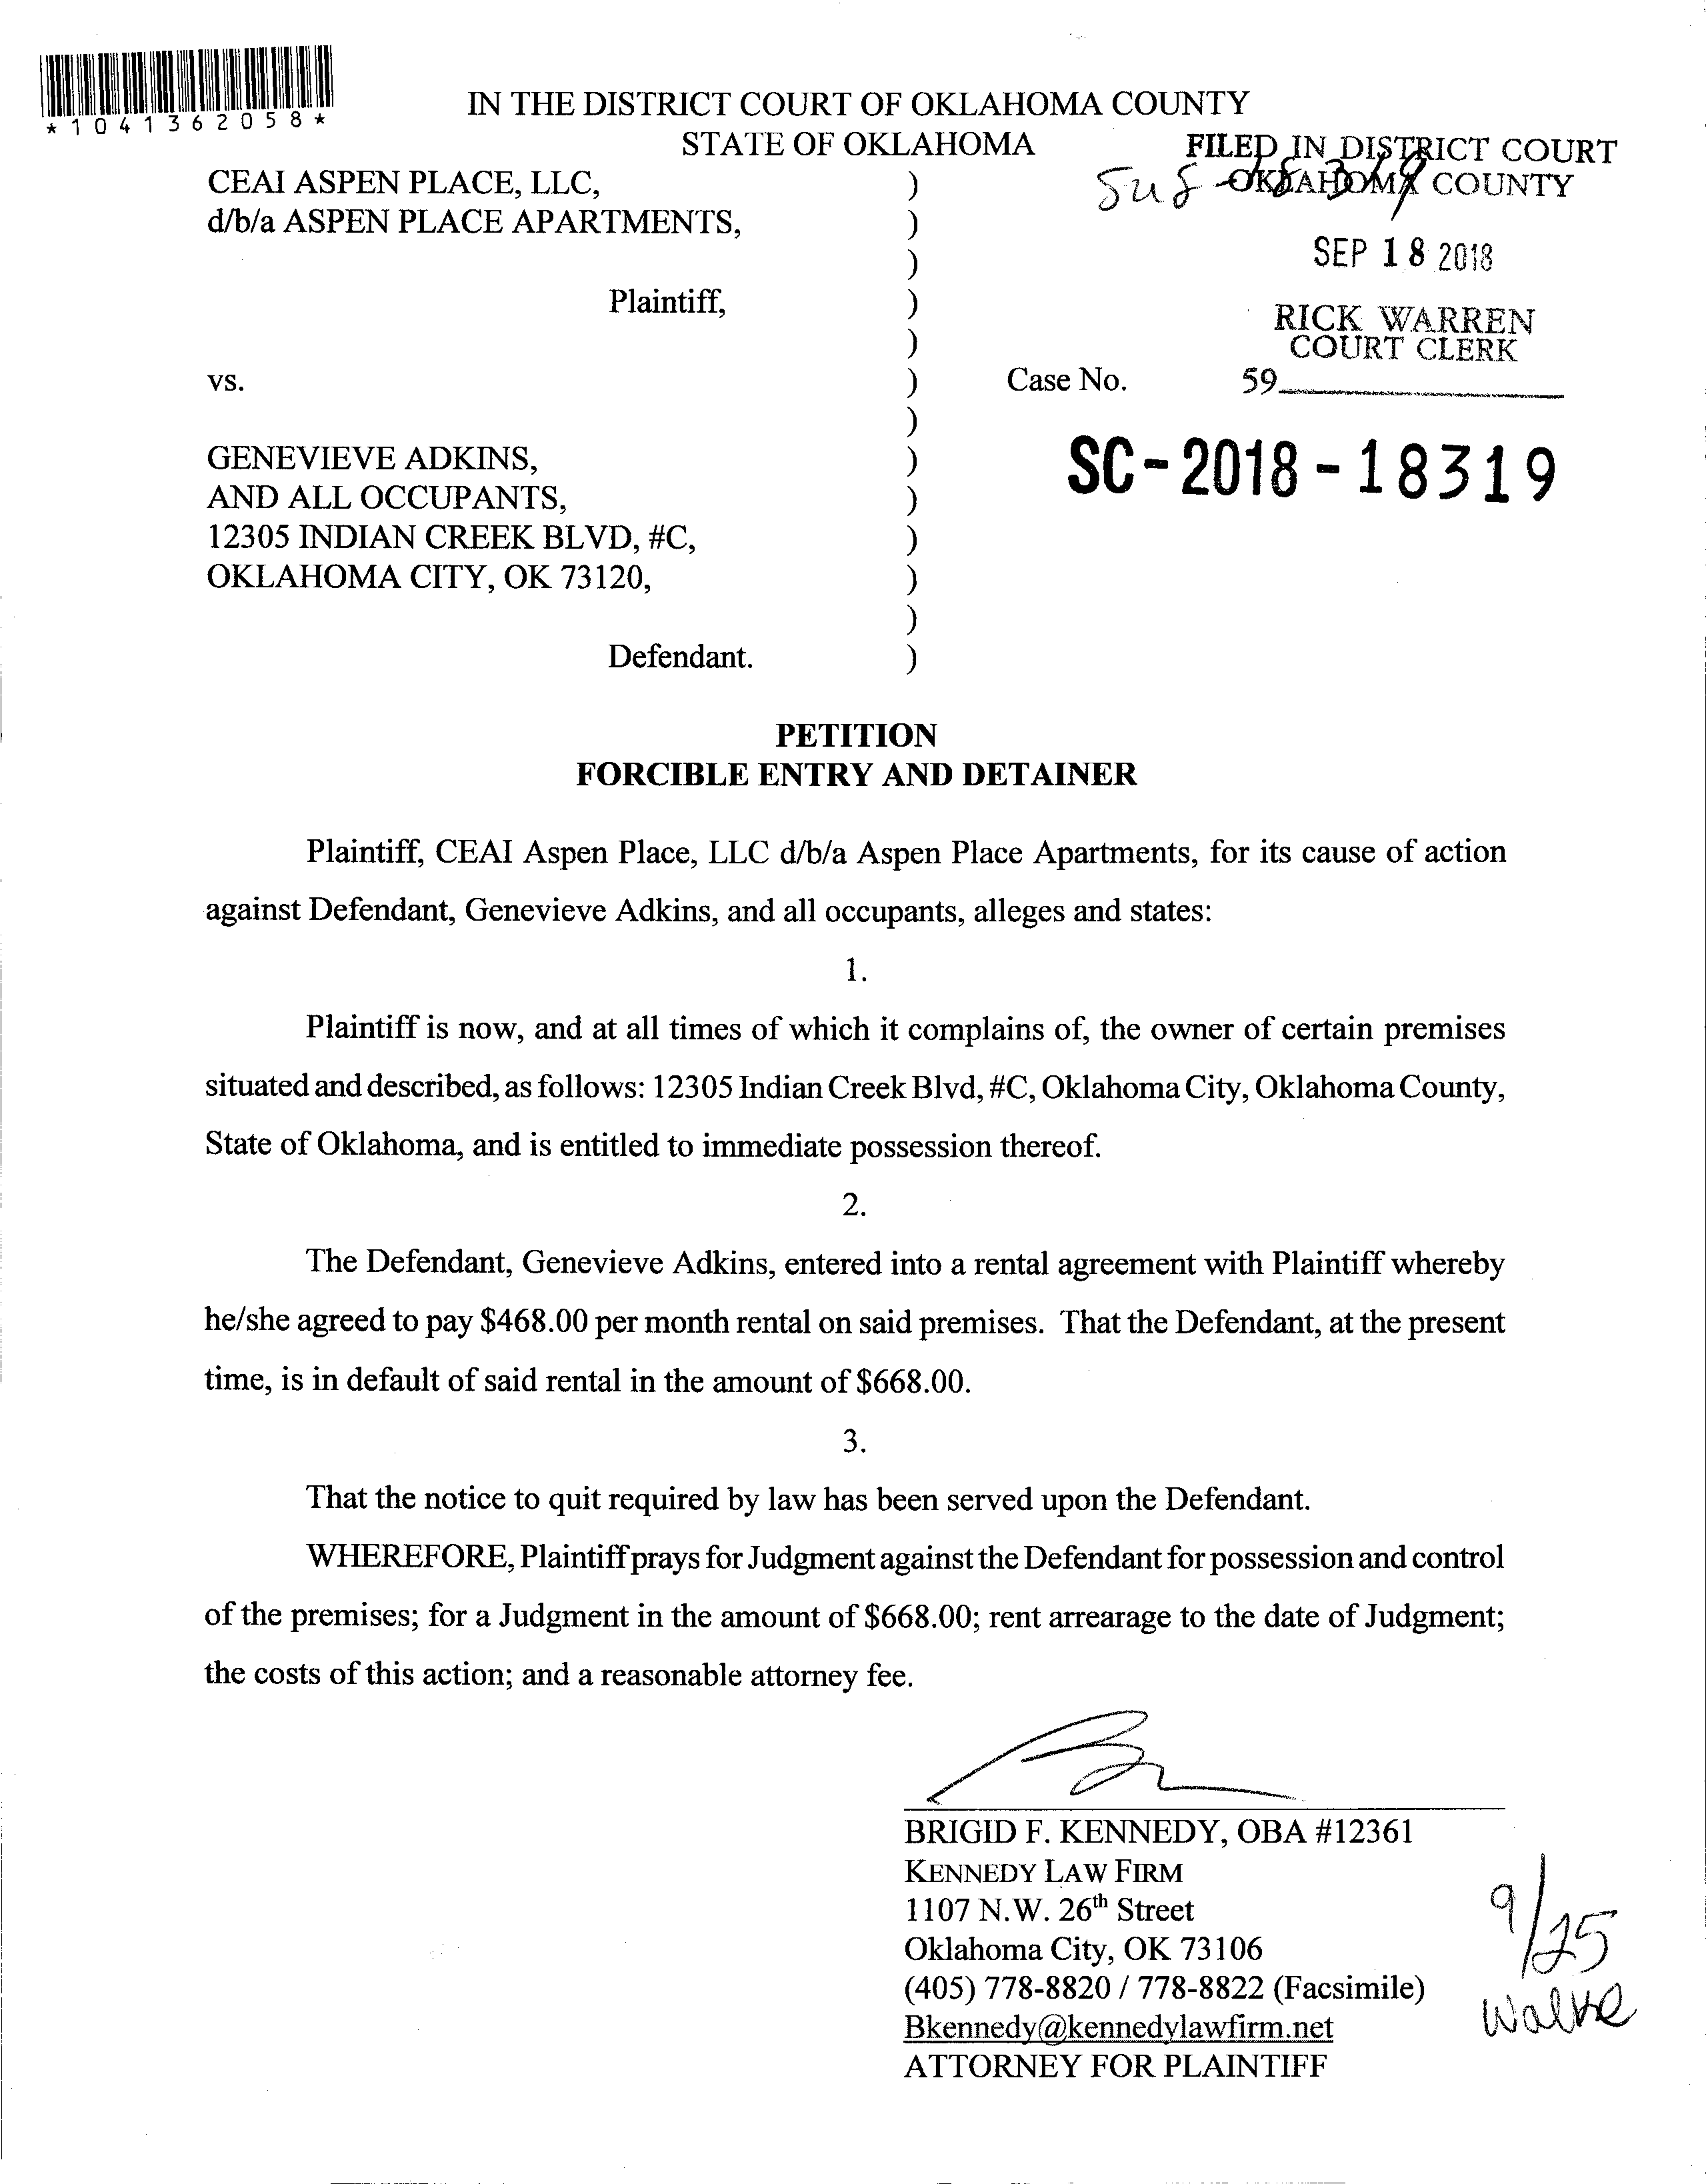 *1041362058*
IN THE DISTRICT COURT OF OKLAHOMA COUNTY
STATE OF OKLAHOMA
FILED IN DISTRICT COURT
OKLAHOMA COUNTY
SEP 18 2018
RICK WARREN
COURT CLERK
59
CEAI ASPEN PLACE, LLC, )
d/b/a ASPEN PLACE APARTMENTS, )
)
Plaintiff, )
)
vs. ) Case No.
)
SC-2018-18319
GENEVIEVE ADKINS, )
AND ALL OCCUPANTS, )
12305 INDIAN CREEK BLVD, #C, )
OKLAHOMA CITY, OK 73120, )
)
Defendant. )
PETITION
FORCIBLE ENTRY AND DETAINER
Plaintiff, CEAI Aspen Place, LLC d/b/a Aspen Place Apartments, for its cause of action
against Defendant, Genevieve Adkins, and all occupants, alleges and states:
1.
Plaintiff is now, and at all times of which it complains of, the owner of certain premises
situated and described, as follows: 12305 Indian Creek Blvd, #C, Oklahoma City, Oklahoma County,
State of Oklahoma, and is entitled to immediate possession thereof.
2.
The Defendant, Genevieve Adkins, entered into a rental agreement with Plaintiff whereby
he/she agreed to pay $468.00 per month rental on said premises. That the Defendant, at the present
time, is in default of said rental in the amount of $668.00.
3.
That the notice to quit required by law has been served upon the Defendant.
WHEREFORE, Plaintiff prays for Judgment against the Defendant for possession and control
of the premises; for a Judgment in the amount of $668.00; rent arrearage to the date of Judgment;
the costs of this action; and a reasonable attorney fee.
BRIGID F. KENNEDY, OBA #12361
KENNEDY LAW FIRM
1107 N.W. 26th Street
Oklahoma City, OK 73106
(405) 778-8820 / 778-8822 (Facsimile)
Bkennedy@kennedylawfirm.net
ATTORNEY FOR PLAINTIFF
9/25